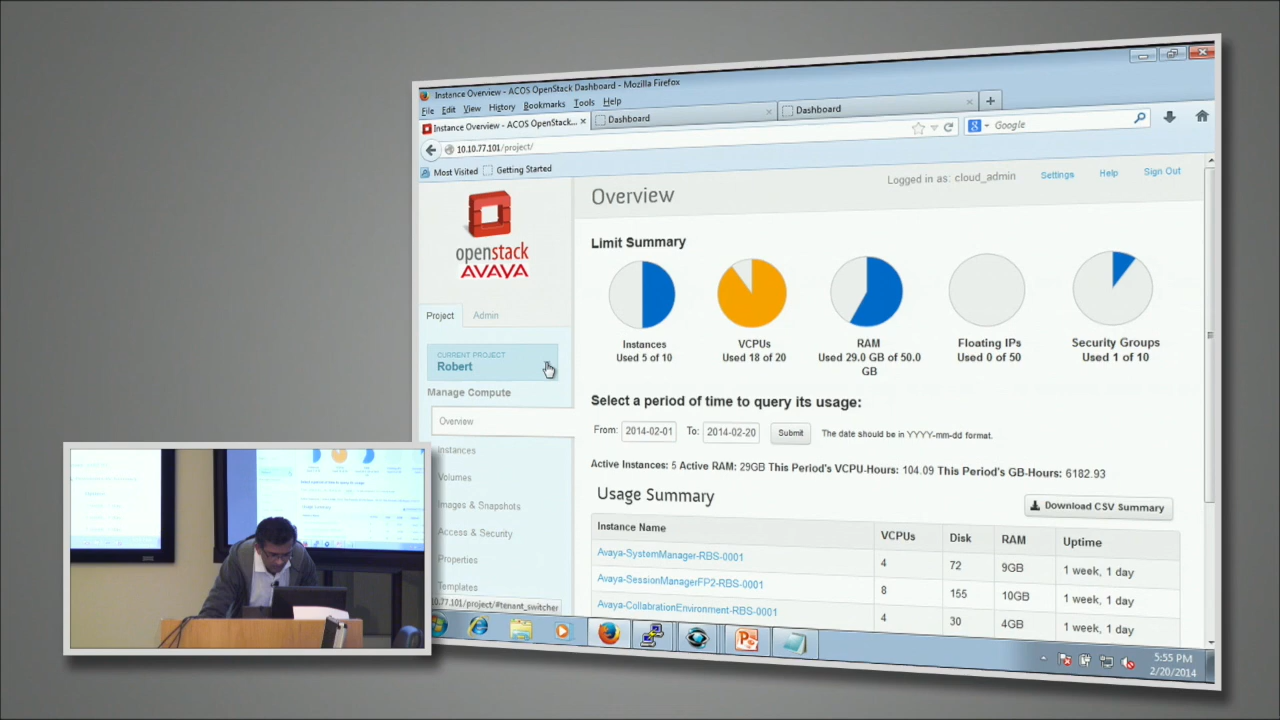 Instance Overview - ACOS OpenStack Dashboard - Mozilla Firefox
File Edit View History Bookmarks Tools Help
Instance Overview - ACOS OpenStack... × Dashboard × Dashboard × +
10.10.77.101/project/ Google
Most Visited Getting Started
openstack
AVAYA
Project Admin
CURRENT PROJECT
Robert
Manage Compute
Overview
Instances
Volumes
Images & Snapshots
Access & Security
Properties
Templates
10.77.101/project/#tenant_switcher
Overview
Logged in as: cloud_admin Settings Help Sign Out
Limit Summary
Instances
Used 5 of 10
VCPUs
Used 18 of 20
RAM
Used 29.0 GB of 50.0
GB
Floating IPs
Used 0 of 50
Security Groups
Used 1 of 10
Select a period of time to query its usage:
From: 2014-02-01 To: 2014-02-20 Submit The date should be in YYYY-mm-dd format.
Active Instances: 5 Active RAM: 29GB This Period's VCPU-Hours: 104.09 This Period's GB-Hours: 6182.93
Usage Summary
Download CSV Summary
Instance Name VCPUs Disk RAM Uptime
Avaya-SystemManager-RBS-0001 4 72 9GB 1 week, 1 day
Avaya-SessionManagerFP2-RBS-0001 8 155 10GB 1 week, 1 day
Avaya-CollabrationEnvironment-RBS-0001 4 30 4GB 1 week, 1 day
5:55 PM
2/20/2014